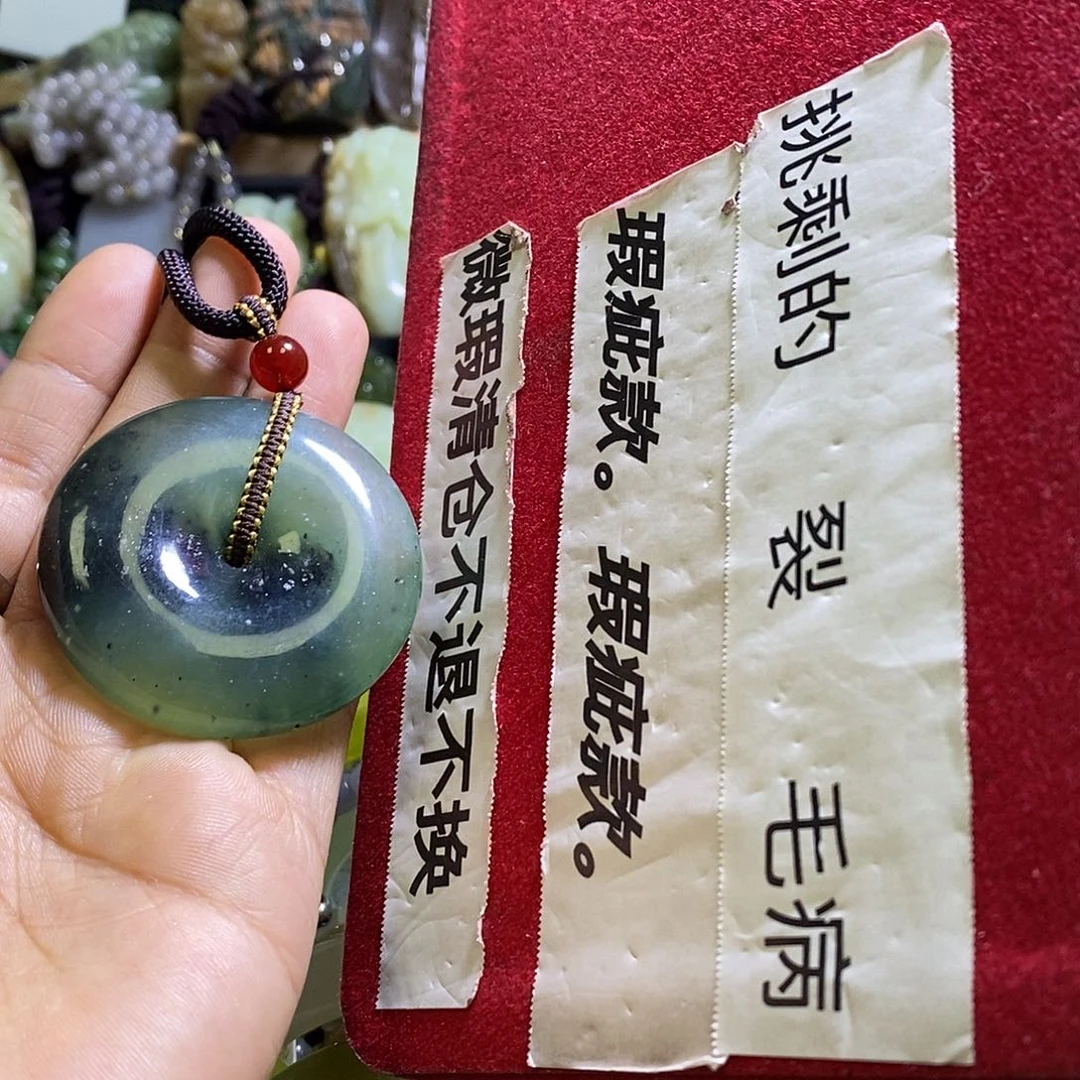 挑剩的 裂 毛病
瑕疵款。瑕疵款。
微瑕清仓不退不换